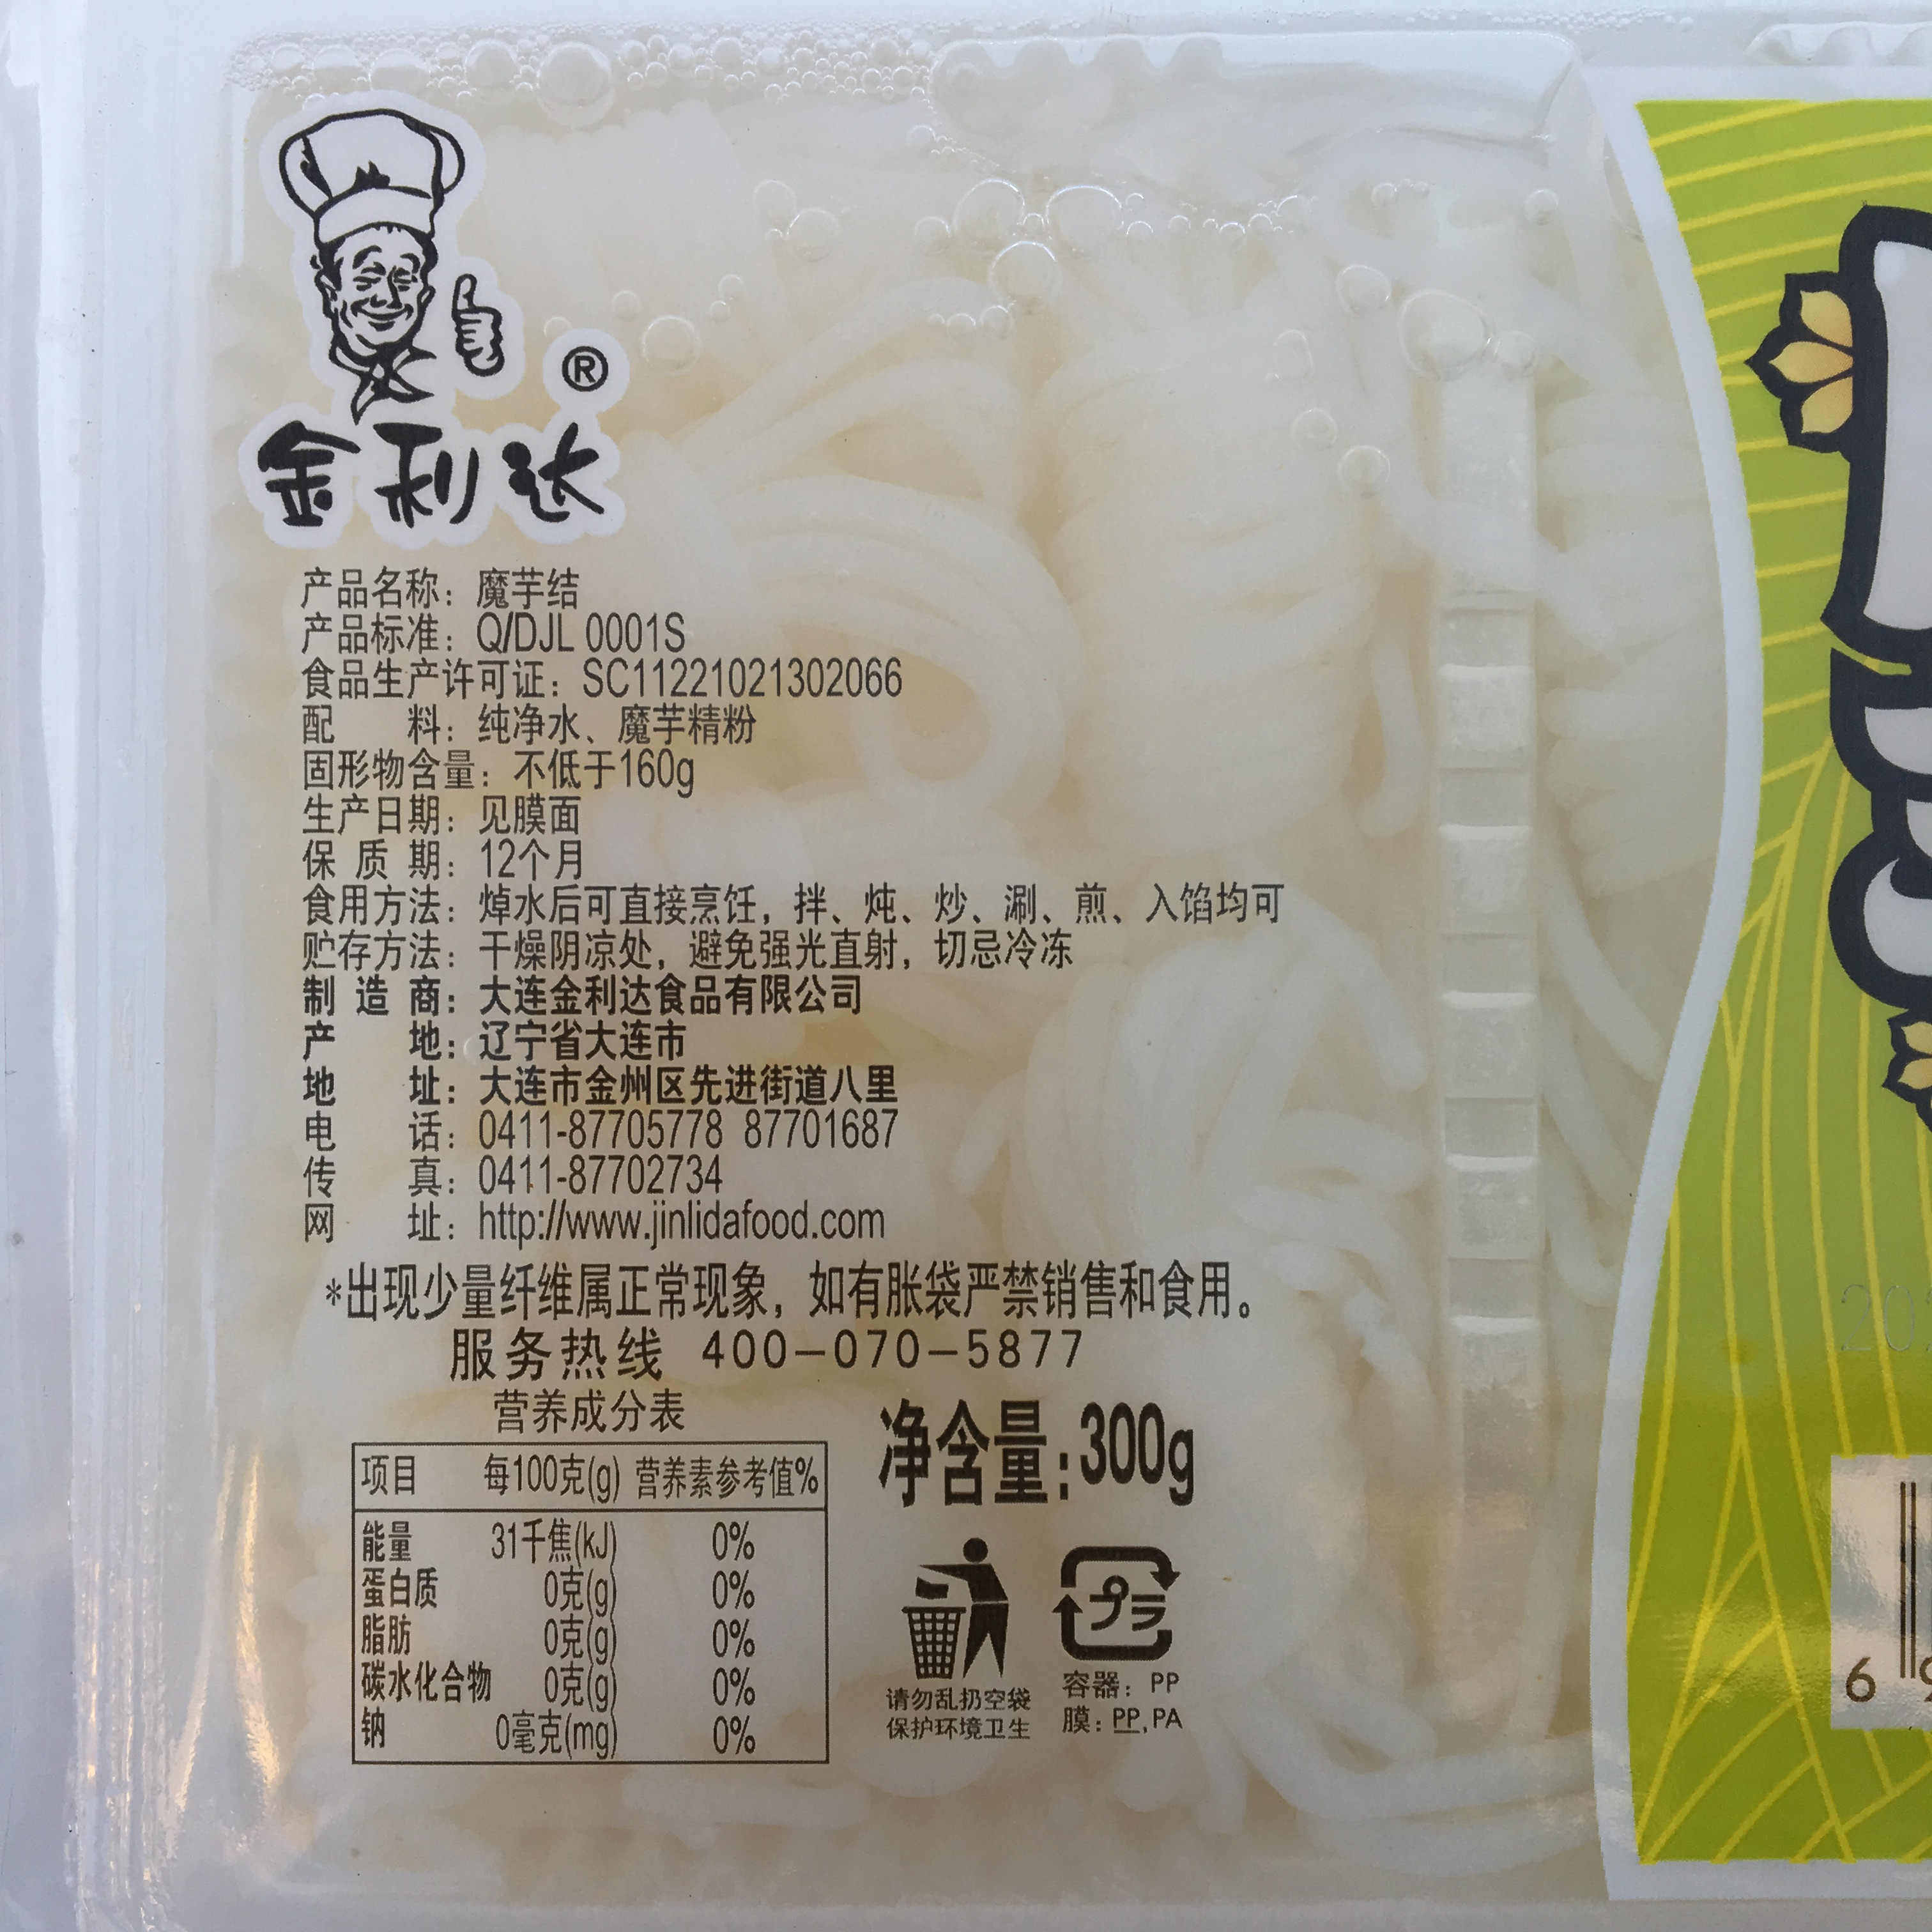 ®
金利达
产品名称：魔芋结
产品标准：Q/DJL 0001S
食品生产许可证：SC11221021302066
配 料：纯净水、魔芋精粉
固形物含量：不低于160g
生产日期：见膜面
保 质 期：12个月
食用方法：焯水后可直接烹饪，拌、炖、炒、涮、煎、入馅均可
贮存方法：干燥阴凉处，避免强光直射，切忌冷冻
制 造 商：大连金利达食品有限公司
产 地：辽宁省大连市
地 址：大连市金州区先进街道八里
电 话：0411-87705778 87701687
传 真：0411-87702734
网 址：http://www.jinlidafood.com
*出现少量纤维属正常现象，如有胀袋严禁销售和食用。
服务热线 400-070-5877
营养成分表
项目 每100克(g) 营养素参考值%
能量 31千焦(kJ) 0%
蛋白质 0克(g) 0%
脂肪 0克(g) 0%
碳水化合物 0克(g) 0%
钠 0毫克(mg) 0%
净含量:300g
プラ
请勿乱扔空袋
保护环境卫生
容器：PP
膜：PP,PA
6 9